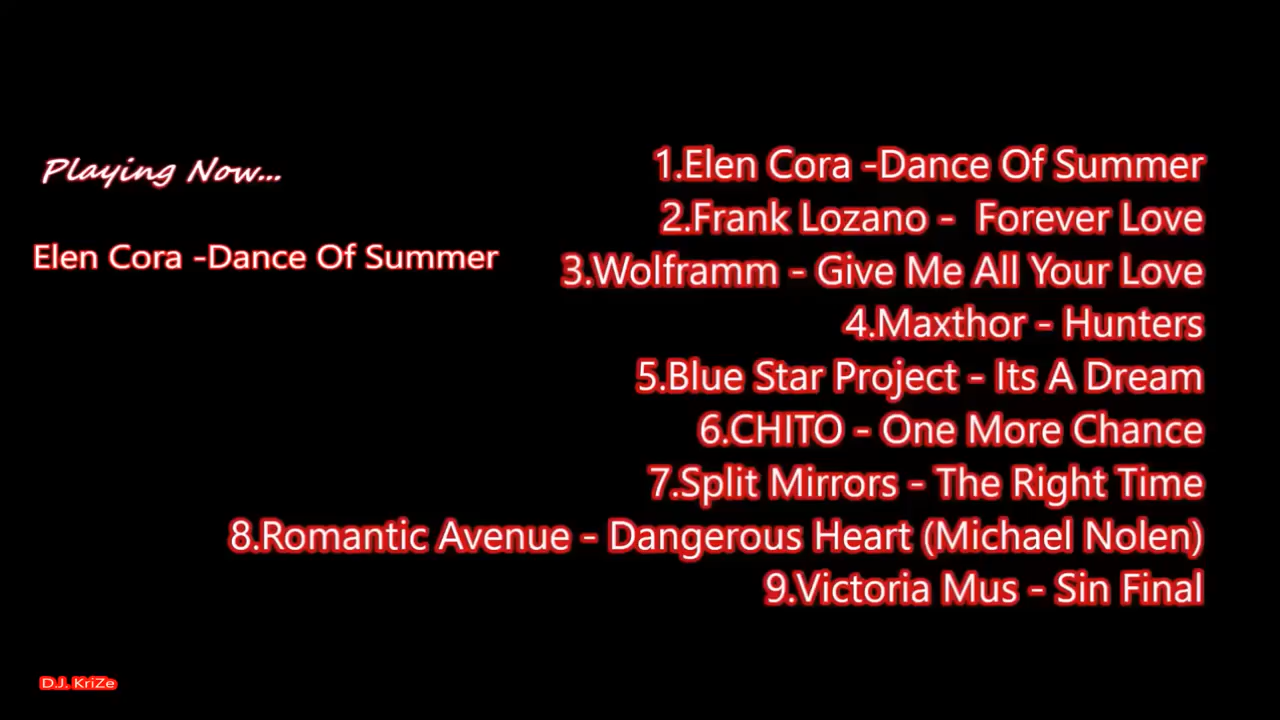 Playing Now...
Elen Cora -Dance Of Summer
1.Elen Cora -Dance Of Summer
2.Frank Lozano -  Forever Love
3.Wolframm - Give Me All Your Love
4.Maxthor - Hunters
5.Blue Star Project - Its A Dream
6.CHITO - One More Chance
7.Split Mirrors - The Right Time
8.Romantic Avenue - Dangerous Heart (Michael Nolen)
9.Victoria Mus - Sin Final
D.J. KriZe